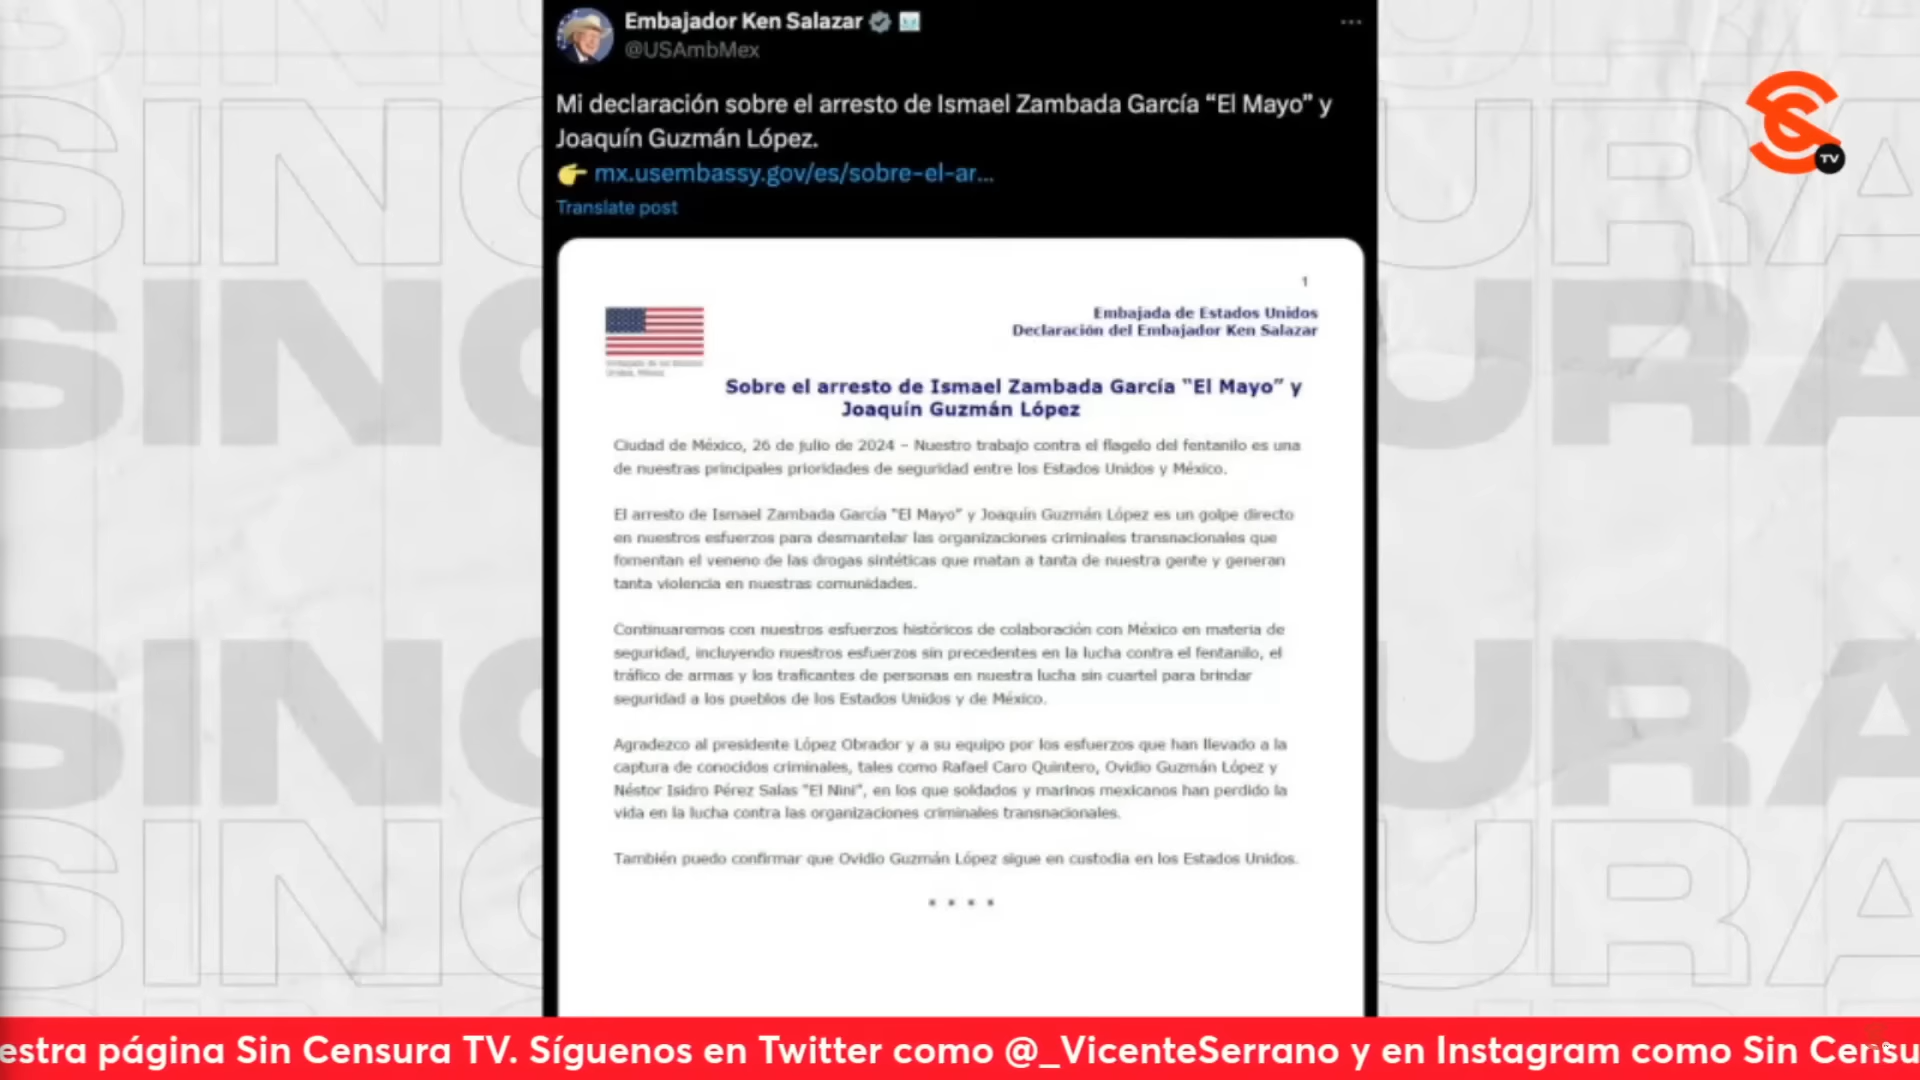 Embajador Ken Salazar
@USAmbMex
Mi declaración sobre el arresto de Ismael Zambada García “El Mayo” y
Joaquín Guzmán López.
👉 mx.usembassy.gov/es/sobre-el-ar...
Translate post
1
Embajada de Estados Unidos
Declaración del Embajador Ken Salazar
Sobre el arresto de Ismael Zambada García “El Mayo” y
Joaquín Guzmán López
Ciudad de México, 26 de julio de 2024 – Nuestro trabajo contra el flagelo del fentanilo es una
de nuestras principales prioridades de seguridad entre los Estados Unidos y México.
El arresto de Ismael Zambada García “El Mayo” y Joaquín Guzmán López es un golpe directo
en nuestros esfuerzos para desmantelar las organizaciones criminales transnacionales que
fomentan el veneno de las drogas sintéticas que matan a tanta de nuestra gente y generan
tanta violencia en nuestras comunidades.
Continuaremos con nuestros esfuerzos históricos de colaboración con México en materia de
seguridad, incluyendo nuestros esfuerzos sin precedentes en la lucha contra el fentanilo, el
tráfico de armas y los traficantes de personas en nuestra lucha sin cuartel para brindar
seguridad a los pueblos de los Estados Unidos y de México.
Agradezco al presidente López Obrador y a su equipo por los esfuerzos que han llevado a la
captura de conocidos criminales, tales como Rafael Caro Quintero, Ovidio Guzmán López y
Néstor Isidro Pérez Salas "El Nini", en los que soldados y marinos mexicanos han perdido la
vida en la lucha contra las organizaciones criminales transnacionales.
También puedo confirmar que Ovidio Guzmán López sigue en custodia en los Estados Unidos.
* * * *
TV
SINC URA
SINC URA
SINC URA
SINC URA
estra página Sin Censura TV. Síguenos en Twitter como @_VicenteSerrano y en Instagram como Sin Censu